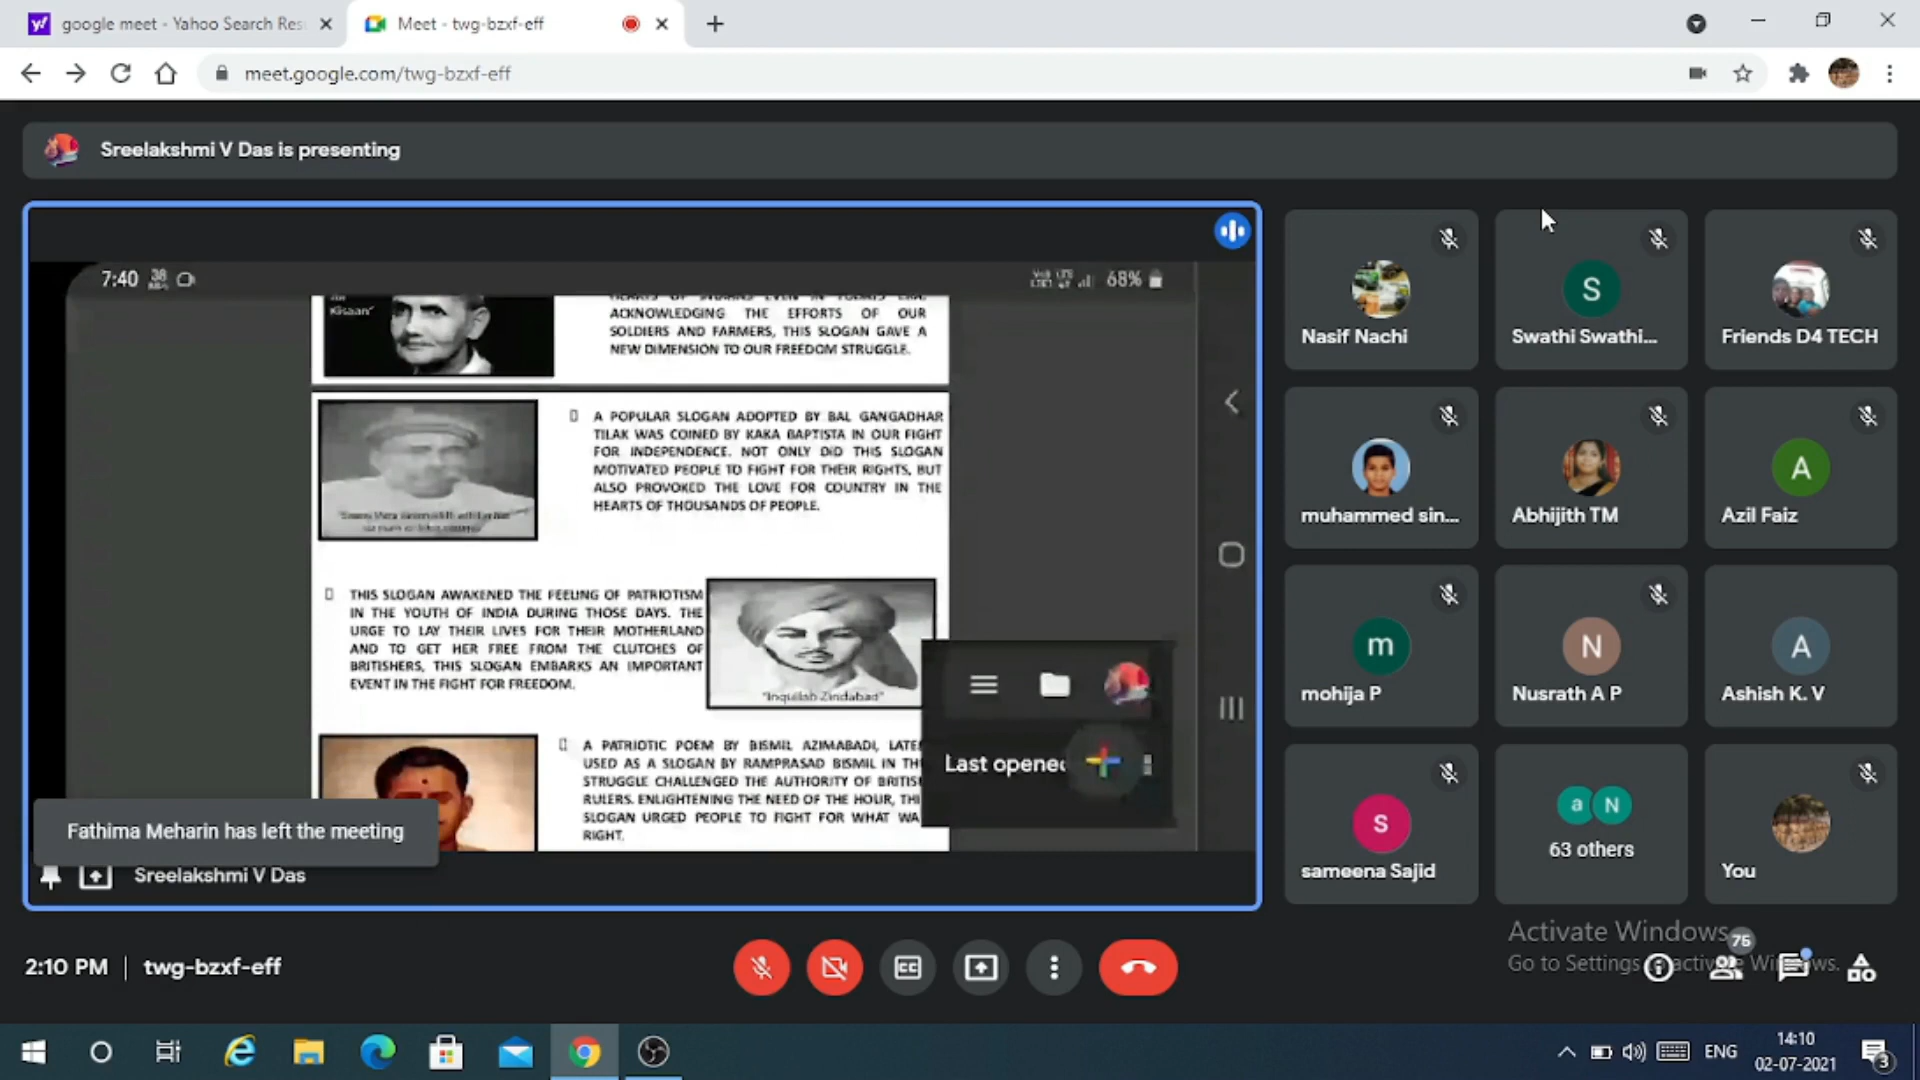 google meet - Yahoo Search Res
Meet - twg-bzxf-eff
meet.google.com/twg-bzxf-eff
Sreelakshmi V Das is presenting
7:40
68%
Kisaan"
ACKNOWLEDGING THE EFFORTS OF OUR
SOLDIERS AND FARMERS, THIS SLOGAN GAVE A
NEW DIMENSION TO OUR FREEDOM STRUGGLE.
A POPULAR SLOGAN ADOPTED BY BAL GANGADHAR
TILAK WAS COINED BY KAKA BAPTISTA IN OUR FIGHT
FOR INDEPENDENCE. NOT ONLY DID THIS SLOGAN
MOTIVATED PEOPLE TO FIGHT FOR THEIR RIGHTS, BUT
ALSO PROVOKED THE LOVE FOR COUNTRY IN THE
HEARTS OF THOUSANDS OF PEOPLE.
THIS SLOGAN AWAKENED THE FEELING OF PATRIOTISM
IN THE YOUTH OF INDIA DURING THOSE DAYS. THE
URGE TO LAY THEIR LIVES FOR THEIR MOTHERLAND
AND TO GET HER FREE FROM THE CLUTCHES OF
BRITISHERS, THIS SLOGAN EMBARKS AN IMPORTANT
EVENT IN THE FIGHT FOR FREEDOM.
"Inquilab Zindabad"
A PATRIOTIC POEM BY BISMIL AZIMABADI, LATE
USED AS A SLOGAN BY RAMPRASAD BISMIL IN TH
STRUGGLE CHALLENGED THE AUTHORITY OF BRITIS
RULERS. ENLIGHTENING THE NEED OF THE HOUR, THI
SLOGAN URGED PEOPLE TO FIGHT FOR WHAT WA
RIGHT.
Last opened
Fathima Meharin has left the meeting
Sreelakshmi V Das
Nasif Nachi
S
Swathi Swathi...
Friends D4 TECH
muhammed sin...
Abhijith TM
A
Azil Faiz
m
mohija P
N
Nusrath A P
A
Ashish K. V
S
sameena Sajid
a N
63 others
You
2:10 PM | twg-bzxf-eff
Activate Windows
75
Go to Settings
ENG
14:10
02-07-2021
3